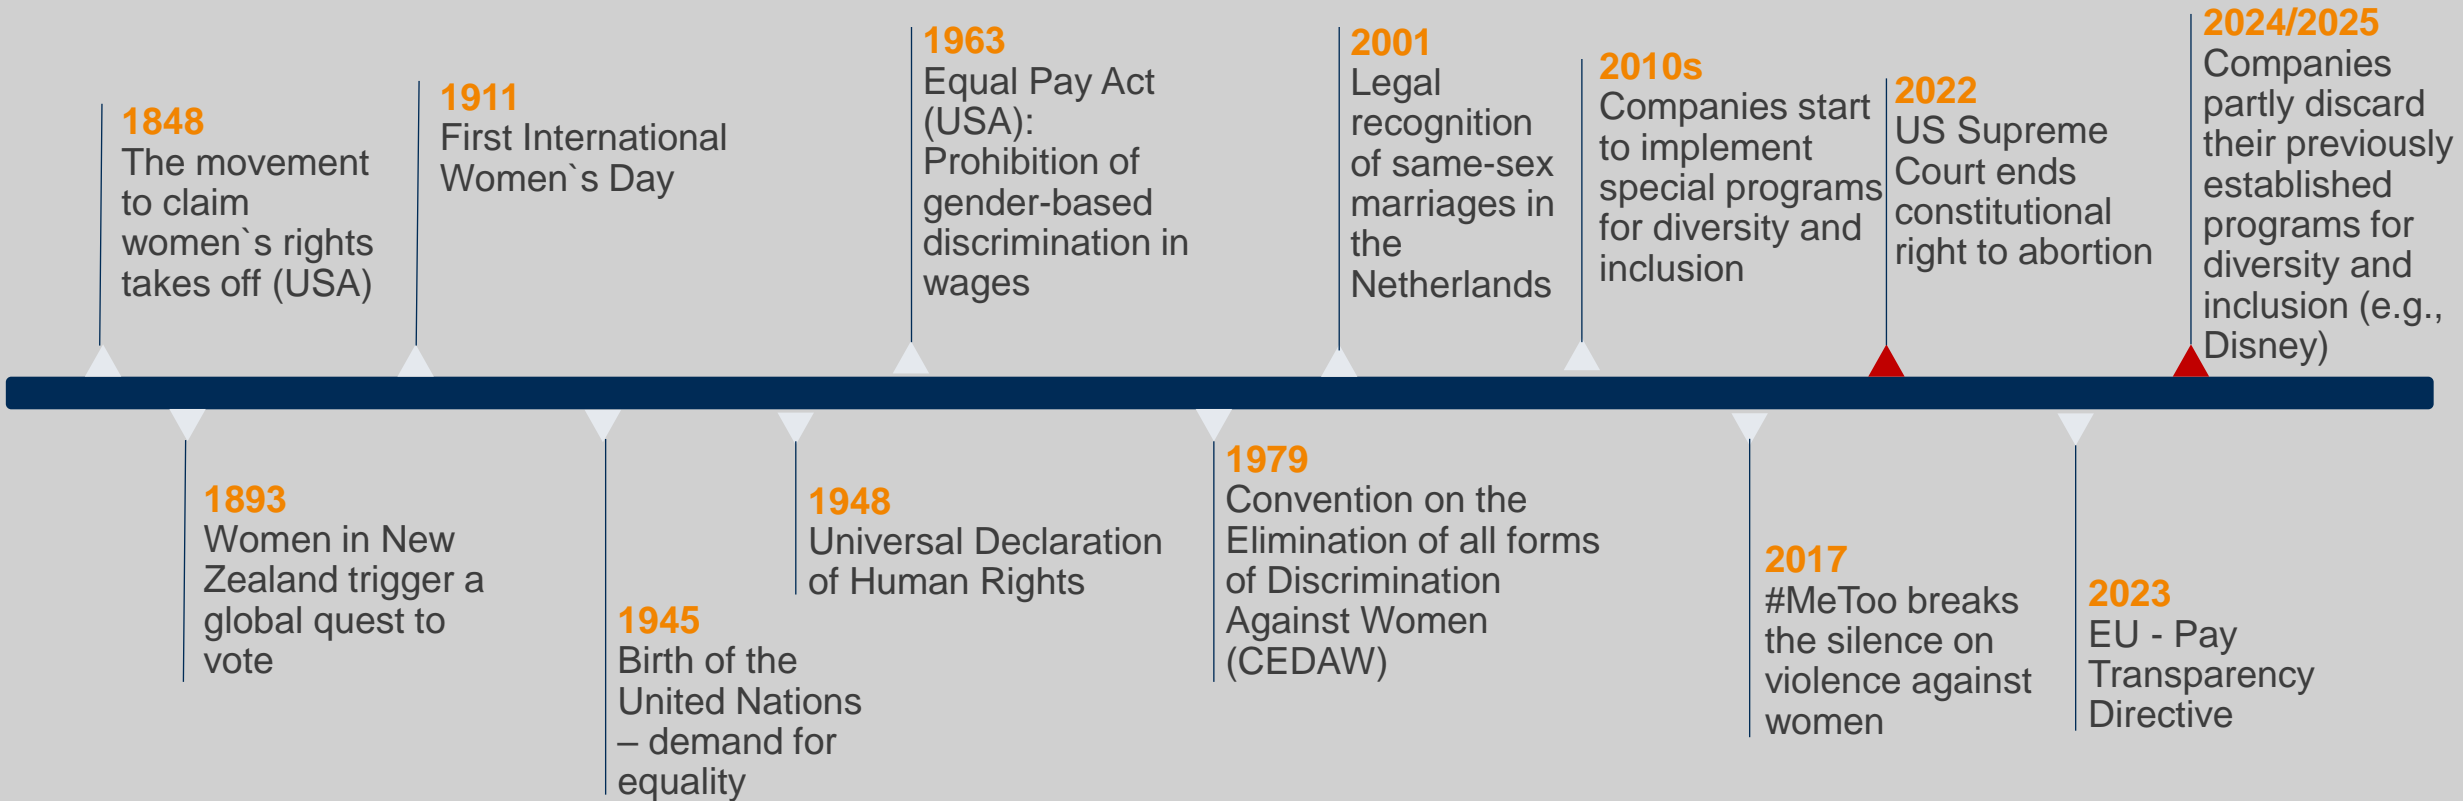 1848
The movement
to claim
women`s rights
takes off (USA)
1911
First International
Women`s Day
1963
Equal Pay Act
(USA):
Prohibition of
gender-based
discrimination in
wages
2001
Legal
recognition
of same-sex
marriages in
the
Netherlands
2010s
Companies start
to implement
special programs
for diversity and
inclusion
2022
US Supreme
Court ends
constitutional
right to abortion
2024/2025
Companies
partly discard
their previously
established
programs for
diversity and
inclusion (e.g.,
Disney)
1893
Women in New
Zealand trigger a
global quest to
vote
1945
Birth of the
United Nations
– demand for
equality
1948
Universal Declaration
of Human Rights
1979
Convention on the
Elimination of all forms
of Discrimination
Against Women
(CEDAW)
2017
#MeToo breaks
the silence on
violence against
women
2023
EU - Pay
Transparency
Directive